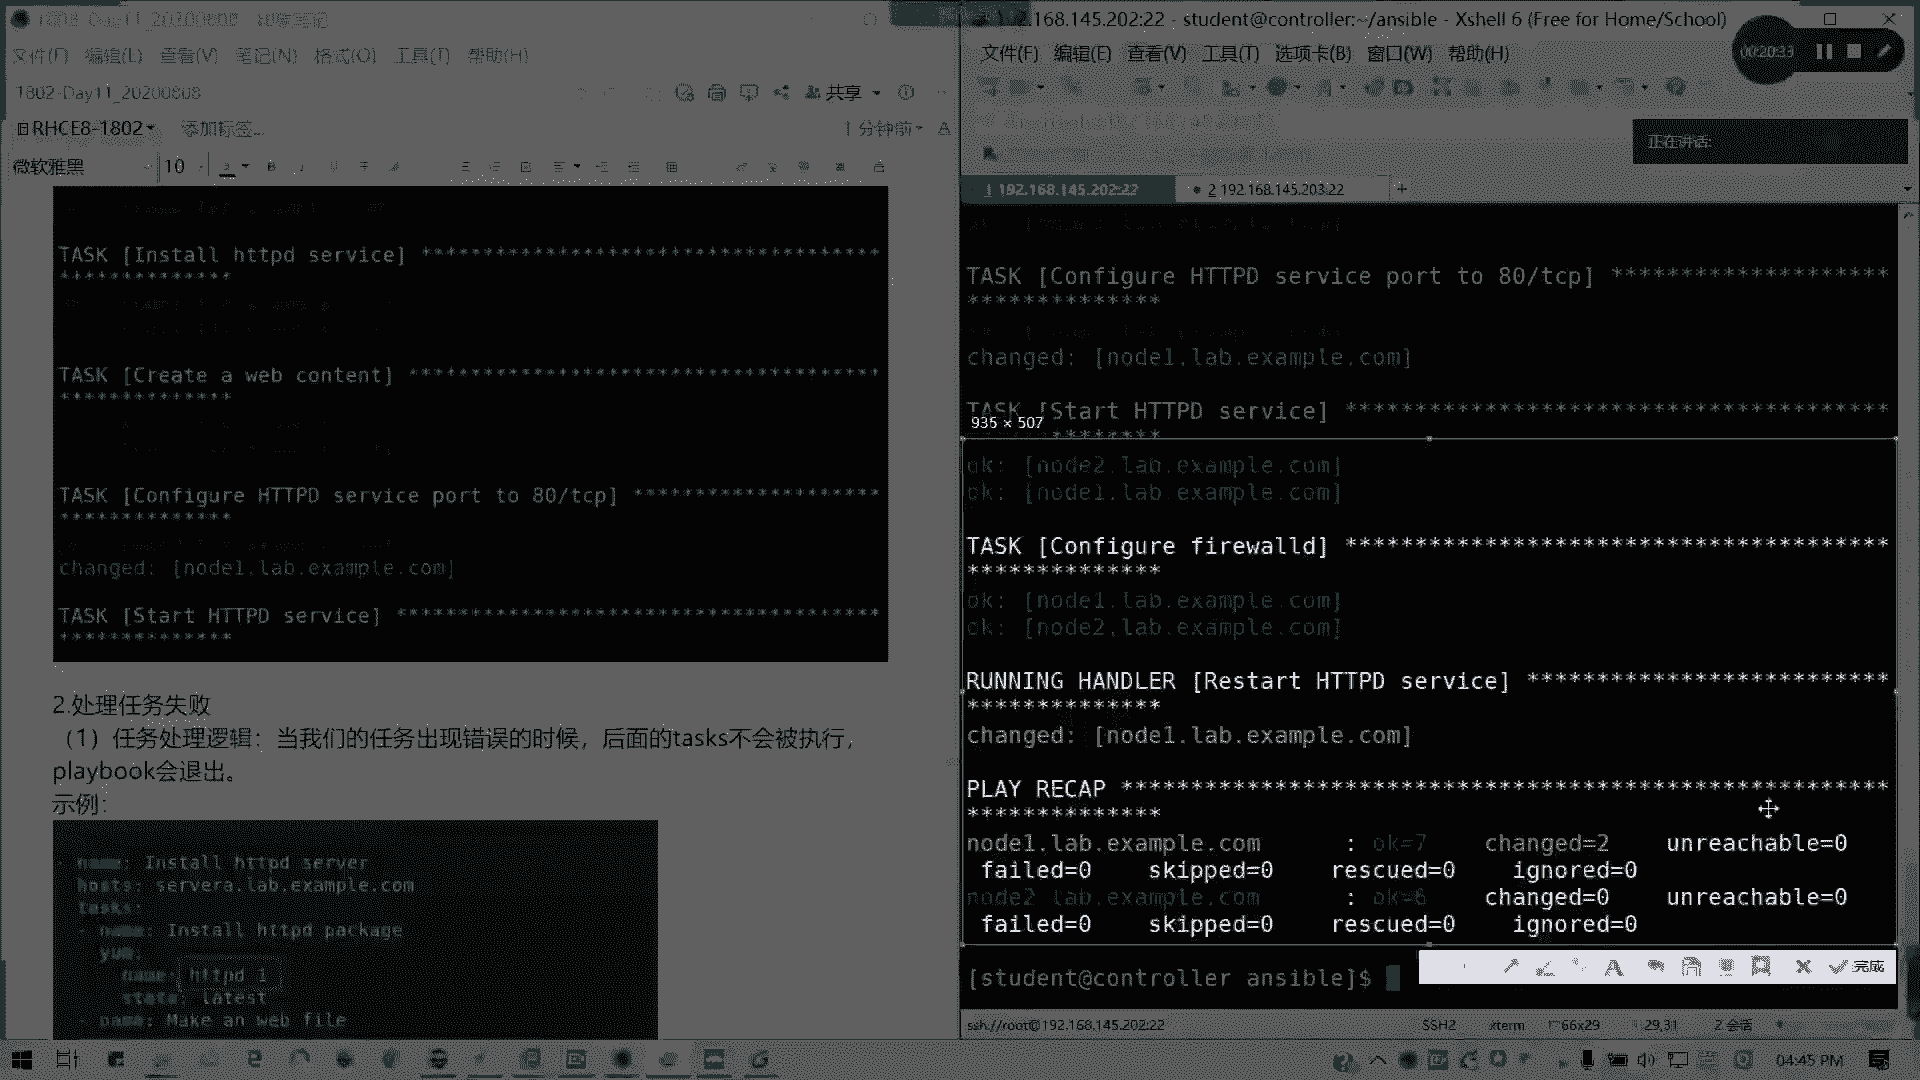 1802-Day11_20200808
文件(F) 编辑(E) 查看(V) 笔记(N) 格式(O) 工具(T) 帮助(H)
1802-Day11_20200808
共享
RHCE8-1802
添加标签...
1 分钟前
微软雅黑 10
TASK [Install httpd service] *************************************
**************
TASK [Create a web content] **************************************
**************
TASK [Configure HTTPD service port to 80/tcp] ********************
**************
changed: [node1.lab.example.com]
TASK [Start HTTPD service] ***************************************
**************
2.处理任务失败
（1）任务处理逻辑：当我们的任务出现错误的时候，后面的tasks不会被执行，
playbook会退出。
示例：
- name: Install httpd server
hosts: servera.lab.example.com
tasks:
- name: Install httpd package
yum:
name: httpd 1
state: latest
- name: Make an web file
168.145.202:22 - student@controller:~/ansible - Xshell 6 (Free for Home/School)
文件(F) 编辑(E) 查看(V) 工具(T) 选项卡(B) 窗口(W) 帮助(H)
00:20:33
正在讲话:
1 192.168.145.202:22
2 192.168.145.203:22
+
TASK [Configure HTTPD service port to 80/tcp] ********************
**************
changed: [node1.lab.example.com]
TASK [Start HTTPD service] ***************************************
935 × 507
ok: [node2.lab.example.com]
ok: [node1.lab.example.com]
TASK [Configure firewalld] ***************************************
**************
ok: [node1.lab.example.com]
ok: [node2.lab.example.com]
RUNNING HANDLER [Restart HTTPD service] **************************
**************
changed: [node1.lab.example.com]
PLAY RECAP *******************************************************
**************
node1.lab.example.com : ok=7 changed=2 unreachable=0
failed=0 skipped=0 rescued=0 ignored=0
node2.lab.example.com : ok=6 changed=0 unreachable=0
failed=0 skipped=0 rescued=0 ignored=0
完成
[student@controller ansible]$
ssh://root@192.168.145.202:22
SSH2 xterm 66x29 29,31 2 会话
04:45 PM